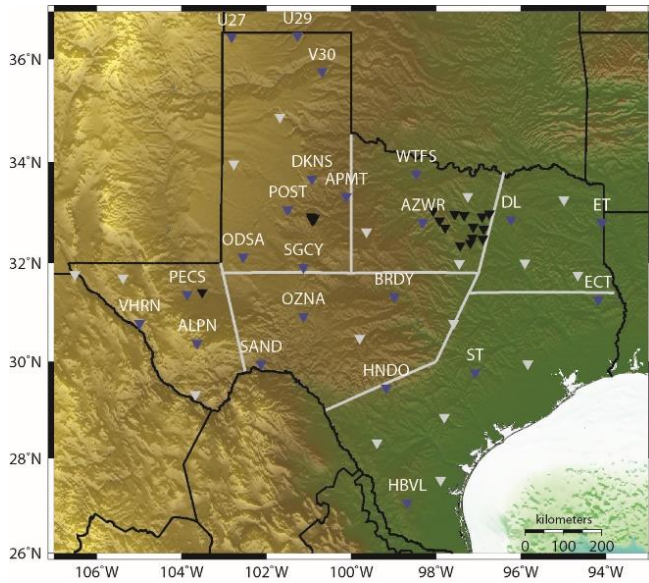 U27
U29
36°N
V30
34°N
DKNS
WTFS
POST
APMT
AZWR
DL
ET
ODSA
SGCY
32°N
PECS
BRDY
ECT
VHRN
OZNA
ALPN
SAND
ST
30°N
HNDO
28°N
HBVL
kilometers
0 100 200
26°N
106°W 104°W 102°W 100°W 98°W 96°W 94°W